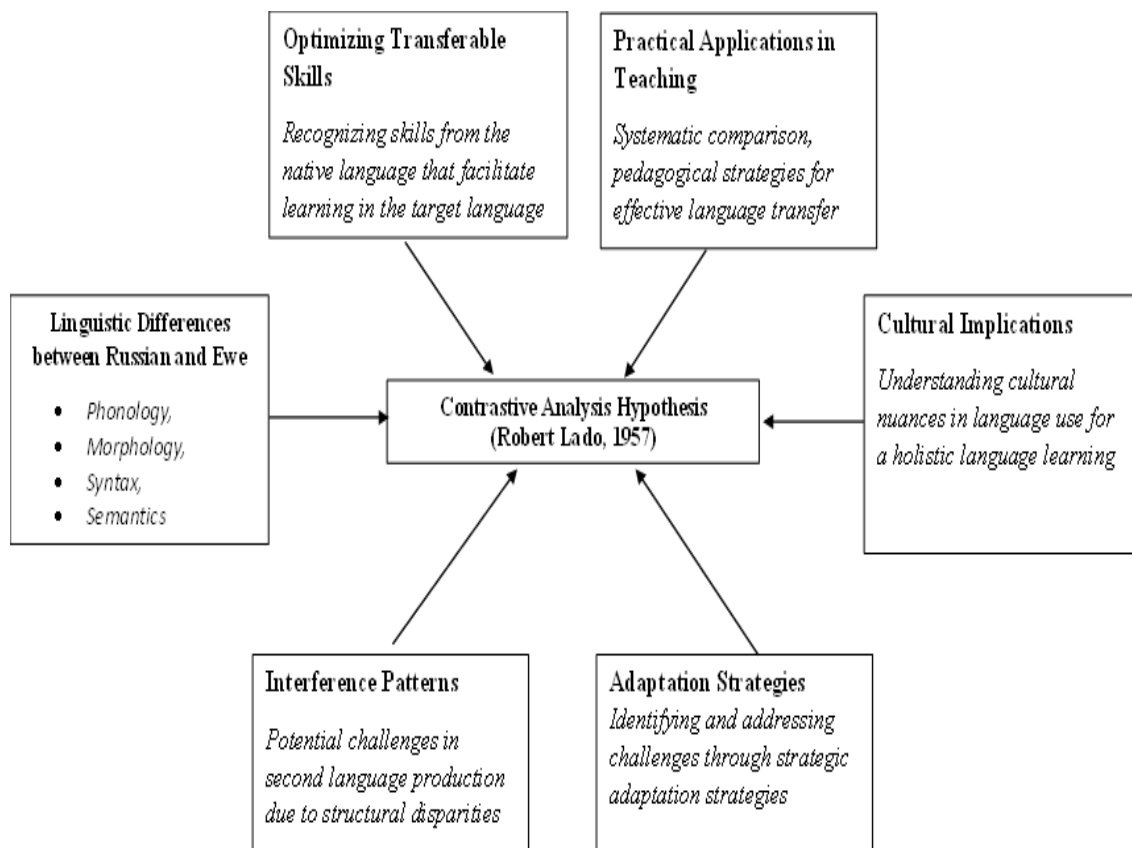 Optimizing Transferable
Skills
Recognizing skills from the
native language that facilitate
learning in the target language
Practical Applications in
Teaching
Systematic comparison,
pedagogical strategies for
effective language transfer
Linguistic Differences
between Russian and Ewe
• Phonology,
• Morphology,
• Syntax,
• Semantics
Contrastive Analysis Hypothesis
(Robert Lado, 1957)
Cultural Implications
Understanding cultural
nuances in language use for
a holistic language learning
Interference Patterns
Potential challenges in
second language production
due to structural disparities
Adaptation Strategies
Identifying and addressing
challenges through strategic
adaptation strategies